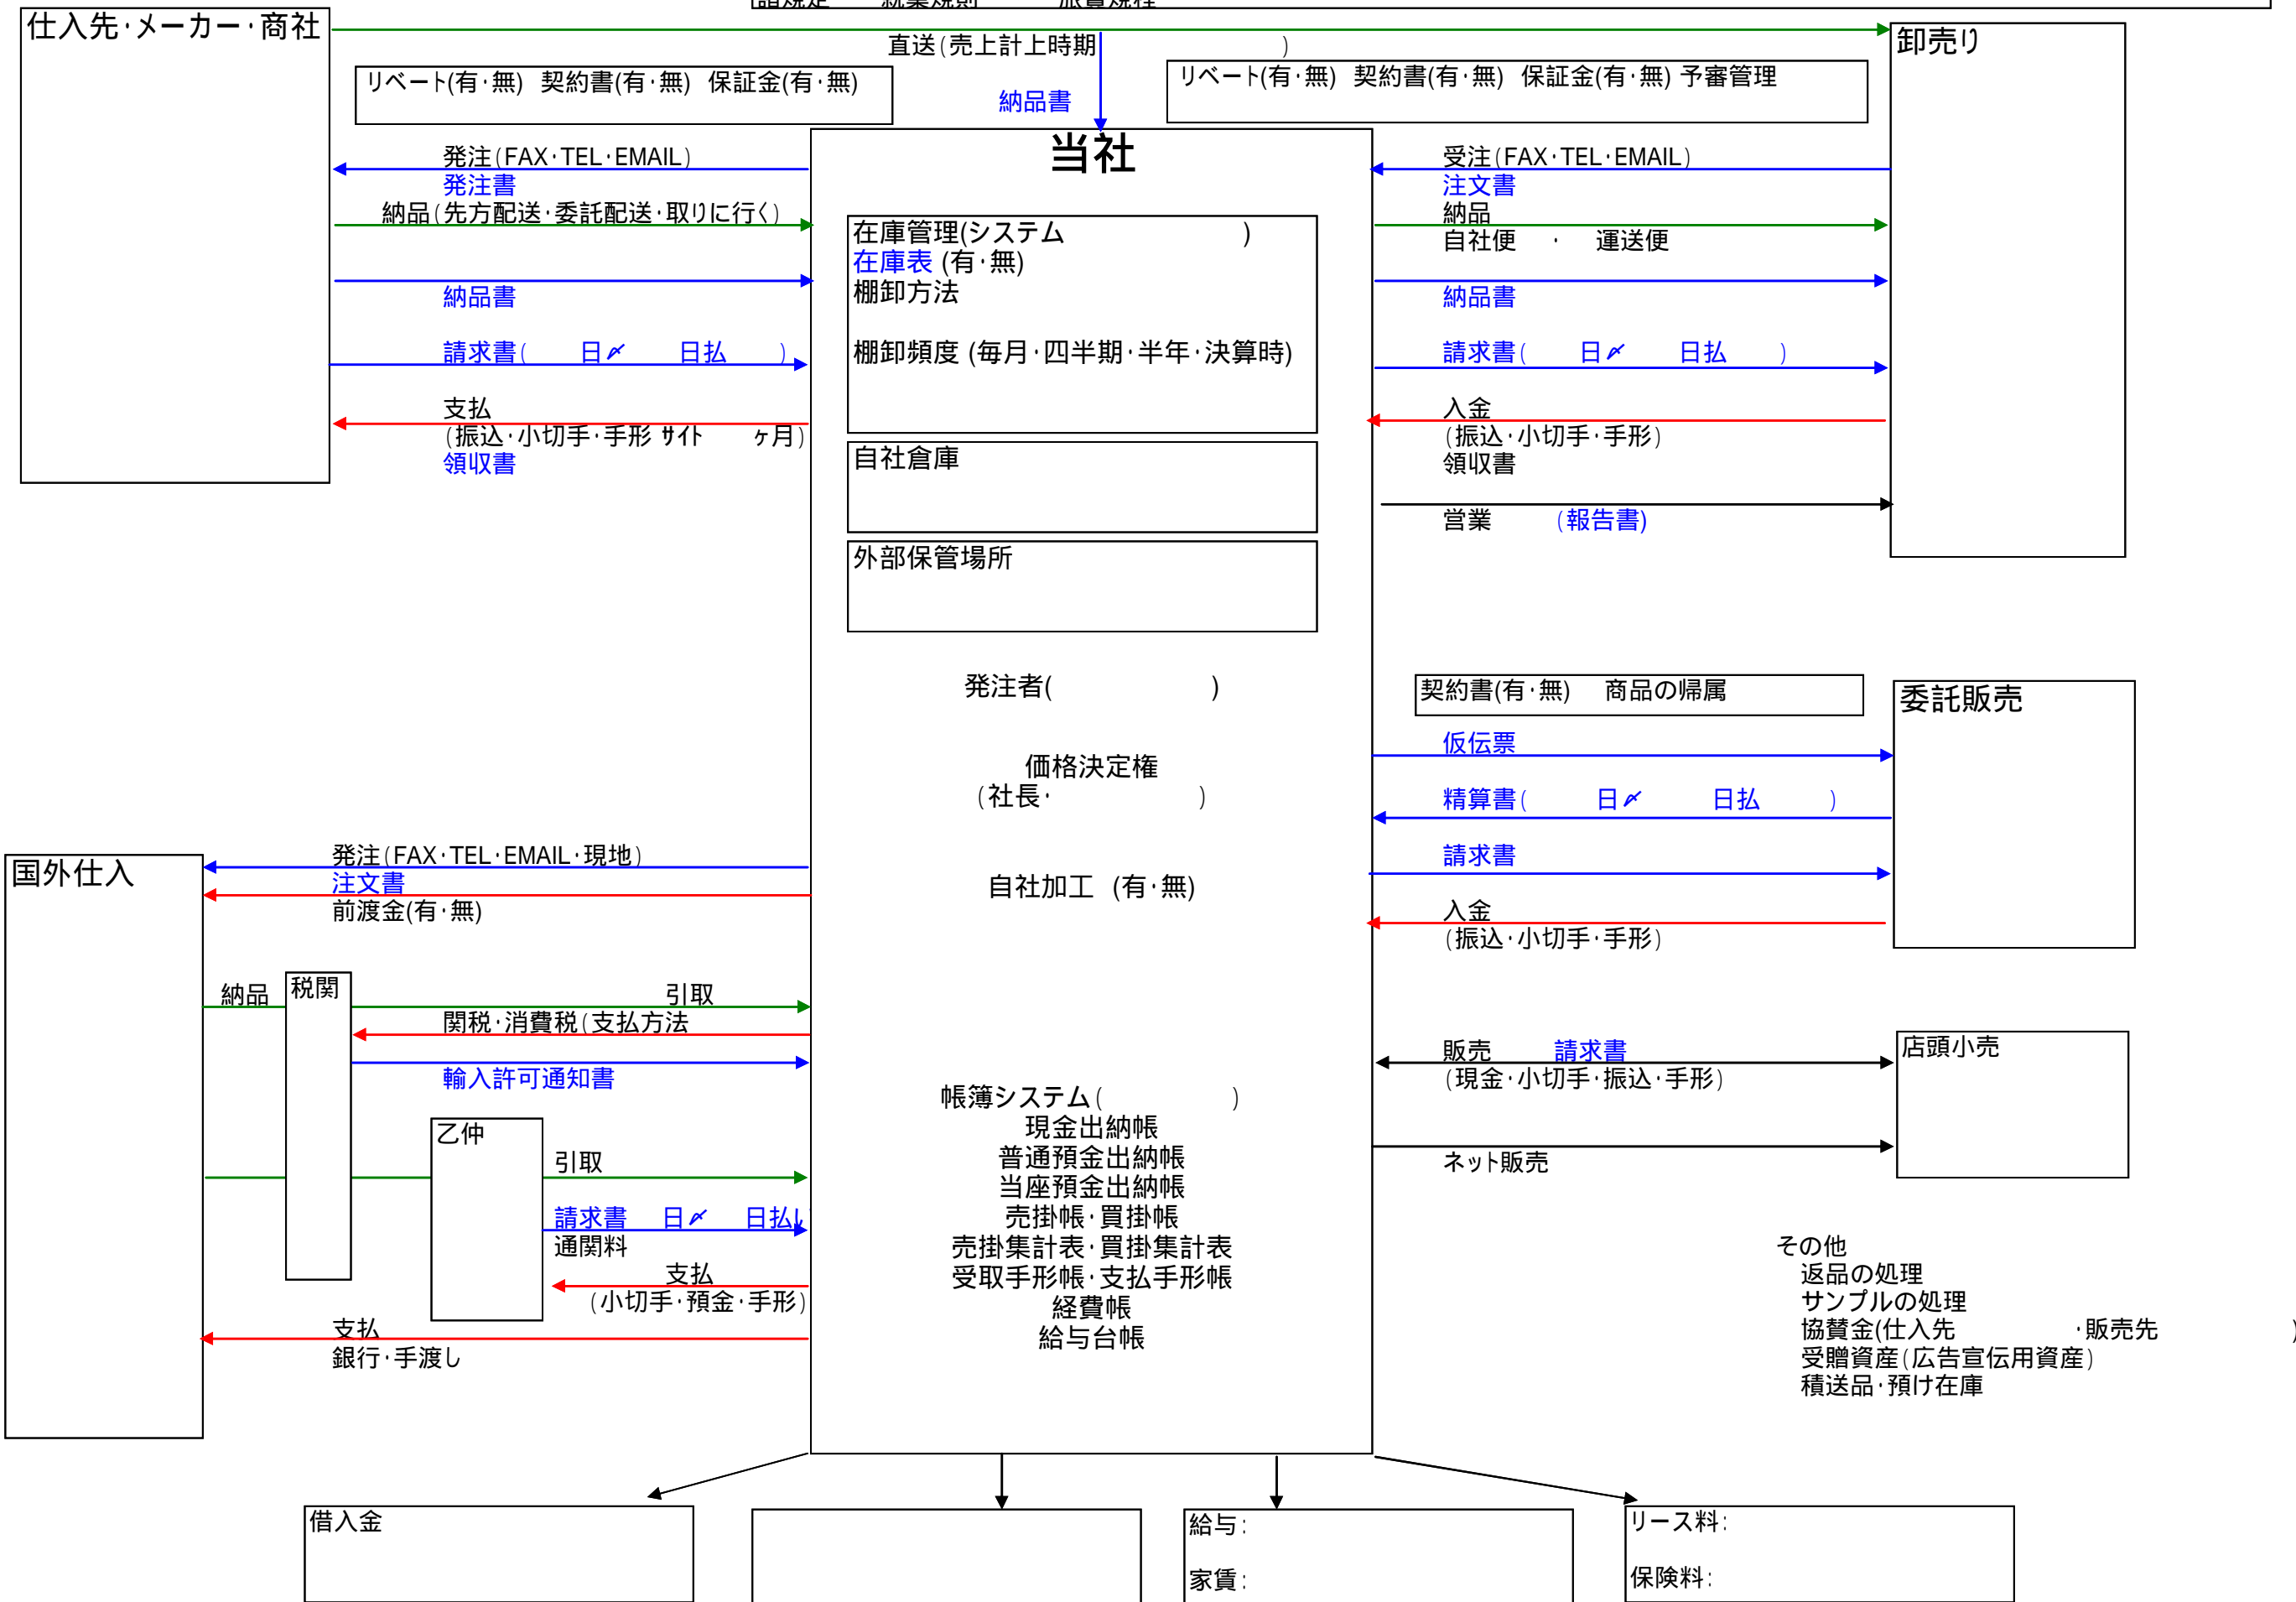 諸規定　就業規則　旅費規程
仕入先・メーカー・商社
卸売り
直送(売上計上時期　　　　)
リベート(有・無)　契約書(有・無)　保証金(有・無)
リベート(有・無)　契約書(有・無)　保証金(有・無) 予審管理
納品書
当社
発注(FAX・TEL・EMAIL)
発注書
納品(先方配送・委託配送・取りに行く)
納品書
請求書(　　日〆　　日払　　)
支払
(振込・小切手・手形 サイト　　ヶ月)
領収書
在庫管理(システム　　　　　　)
在庫表 (有・無)
棚卸方法
棚卸頻度 (毎月・四半期・半年・決算時)
自社倉庫
外部保管場所
受注(FAX・TEL・EMAIL)
注文書
納品
自社便　・　運送便
納品書
請求書(　　日〆　　日払　　)
入金
(振込・小切手・手形)
領収書
営業　　(報告書)
発注者(　　　　　　)
価格決定権
(社長・　　　　　)
自社加工 (有・無)
契約書(有・無)　商品の帰属
委託販売
仮伝票
精算書(　　日〆　　日払　　)
請求書
入金
(振込・小切手・手形)
国外仕入
発注(FAX・TEL・EMAIL・現地)
注文書
前渡金(有・無)
納品
税関
引取
関税・消費税(支払方法
輸入許可通知書
乙仲
引取
請求書　日〆　日払い
通関料
支払
(小切手・預金・手形)
支払
銀行・手渡し
帳簿システム(　　　　　)
現金出納帳
普通預金出納帳
当座預金出納帳
売掛帳・買掛帳
売掛集計表・買掛集計表
受取手形帳・支払手形帳
経費帳
給与台帳
店頭小売
販売　　請求書
(現金・小切手・振込・手形)
ネット販売
その他
返品の処理
サンプルの処理
協賛金(仕入先　　　　　・販売先　　　　　)
受贈資産(広告宣伝用資産)
積送品・預け在庫
借入金
給与：
家賃：
リース料：
保険料：